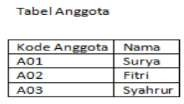 Tabel Anggota
Kode Anggota Nama
A01 Surya
A02 Fitri
A03 Syahrur